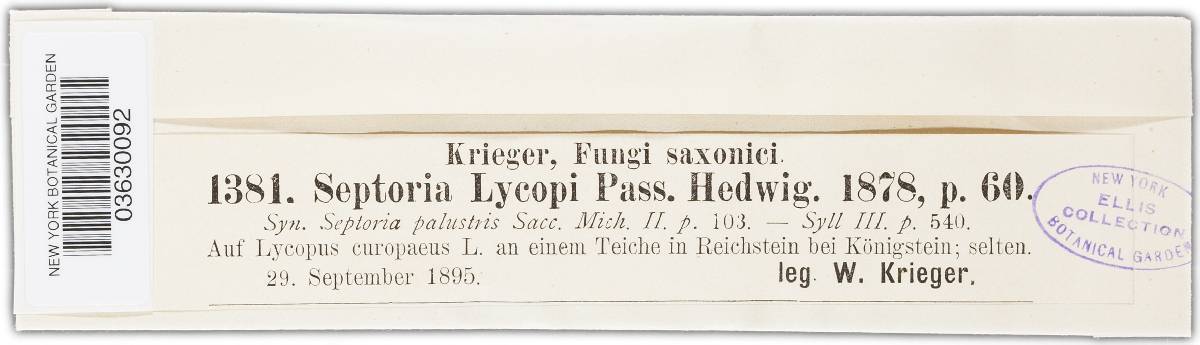 NEW YORK BOTANICAL GARDEN
03630092
Krieger, Fungi saxonici.
1381. Septoria Lycopi Pass. Hedwig. 1878, p. 60.
Syn. Septoria palustris Sacc. Mich. II. p. 103. — Syll III. p. 540.
Auf Lycopus curopaeus L. an einem Teiche in Reichstein bei Königstein; selten.
29. September 1895.
leg. W. Krieger.
NEW YORK
ELLIS
COLLECTION
BOTANICAL GARDEN